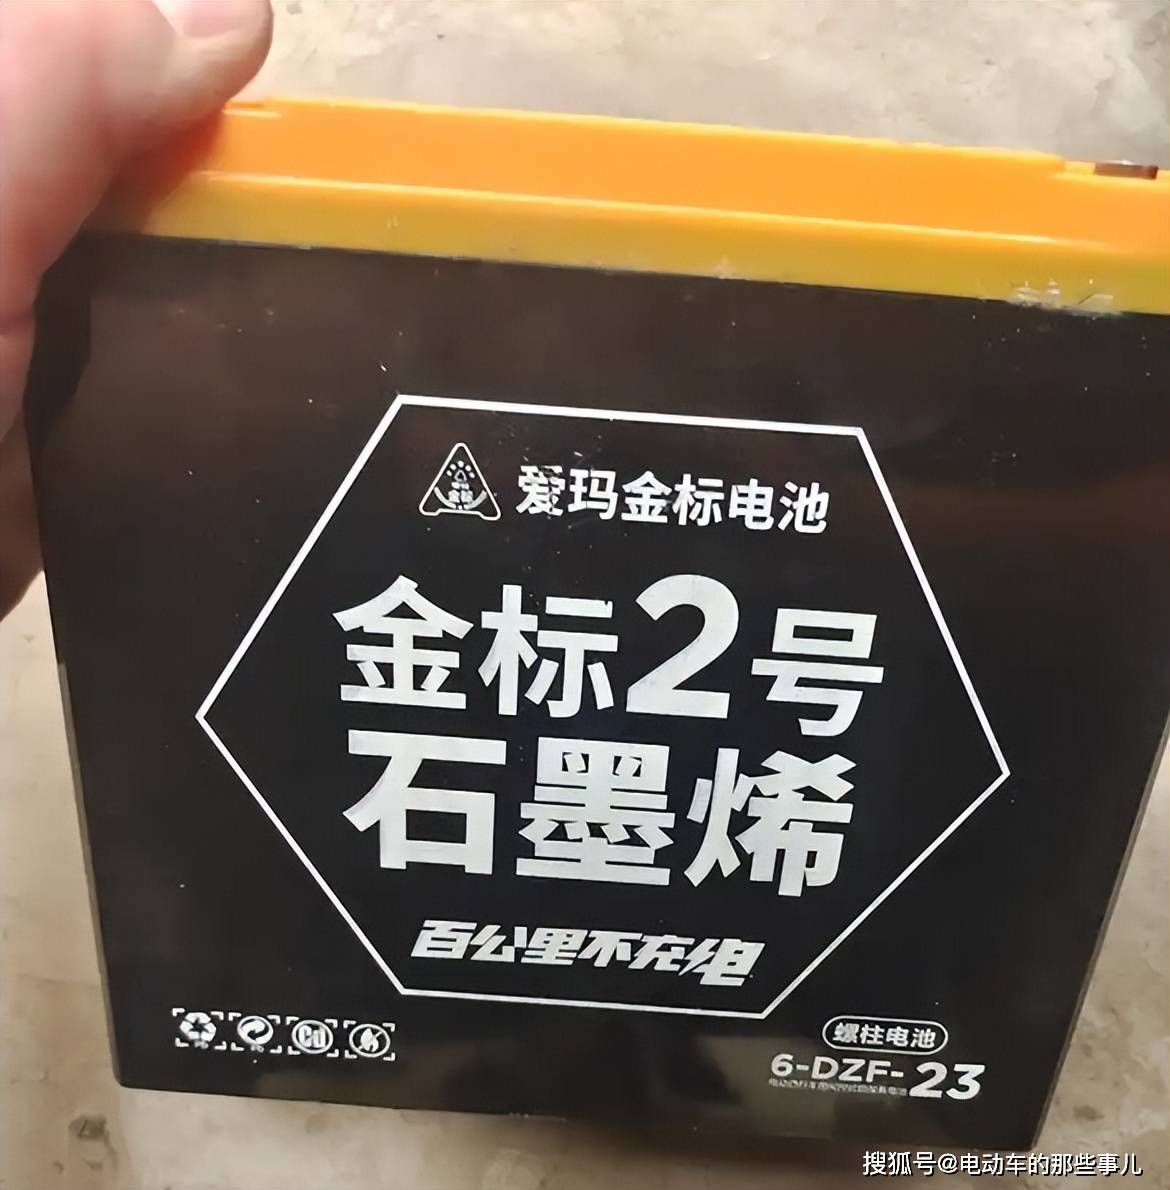 爱玛金标电池
金标2号
石墨烯
百公里不充电
螺柱电池
6-DZF-23
搜狐号@电动车的那些事儿